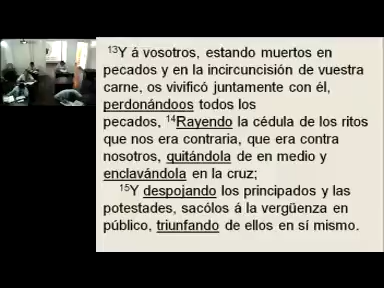 ¹³Y á vosotros, estando muertos en
pecados y en la incircuncisión de vuestra
carne, os vivificó juntamente con él,
perdonándoos todos los
pecados, ¹⁴Rayendo la cédula de los ritos
que nos era contraria, que era contra
nosotros, quitándola de en medio y
enclavándola en la cruz;
¹⁵Y despojando los principados y las
potestades, sacólos á la vergüenza en
público, triunfando de ellos en sí mismo.